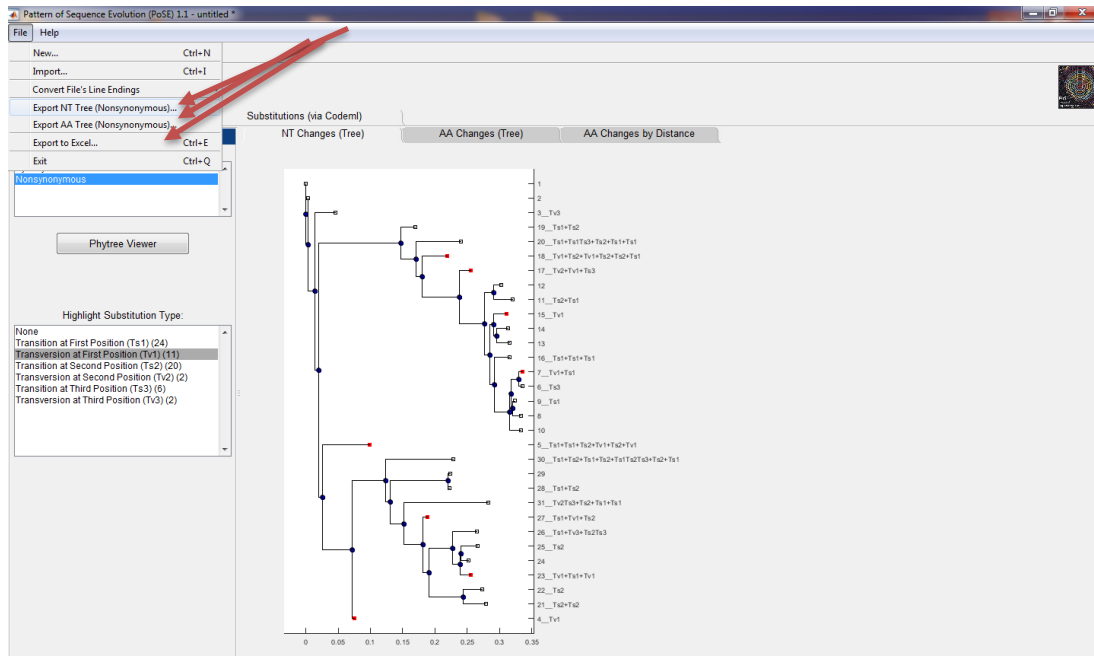 Pattern of Sequence Evolution (PoSE) 1.1 - untitled *
File Help
New... Ctrl+N
Import... Ctrl+I
Convert File's Line Endings
Export NT Tree (Nonsynonymous)...
Export AA Tree (Nonsynonymous)...
Export to Excel... Ctrl+E
Exit Ctrl+Q
Substitutions (via Codeml)
NT Changes (Tree) AA Changes (Tree) AA Changes by Distance
Nonsynonymous
Phytree Viewer
Highlight Substitution Type:
None
Transition at First Position (Ts1) (24)
Transversion at First Position (Tv1) (11)
Transition at Second Position (Ts2) (20)
Transversion at Second Position (Tv2) (2)
Transition at Third Position (Ts3) (6)
Transversion at Third Position (Tv3) (2)
1
2
3__Tv3
19__Ts1+Ts2
20__Ts1+Ts1Ts3+Ts2+Ts1+Ts1
18__Tv1+Ts2+Tv1+Ts2+Ts2+Ts1
17__Tv2+Tv1+Ts3
12
11__Ts2+Ts1
15__Tv1
14
13
16__Ts1+Ts1+Ts1
7__Tv1+Ts1
6__Ts3
9__Ts1
8
10
5__Ts1+Ts1+Ts2+Tv1+Ts2+Tv1
30__Ts1+Ts2+Ts1+Ts2+Ts1Ts2Ts3+Ts2+Ts1
29
28__Ts1+Ts2
31__Tv2Ts3+Ts2+Ts1+Ts1
27__Ts1+Tv1+Ts2
26__Ts1+Tv3+Ts2Ts3
25__Ts2
24
23__Tv1+Ts1+Tv1
22__Ts2
21__Ts2+Ts2
4__Tv1
0 0.05 0.1 0.15 0.2 0.25 0.3 0.35